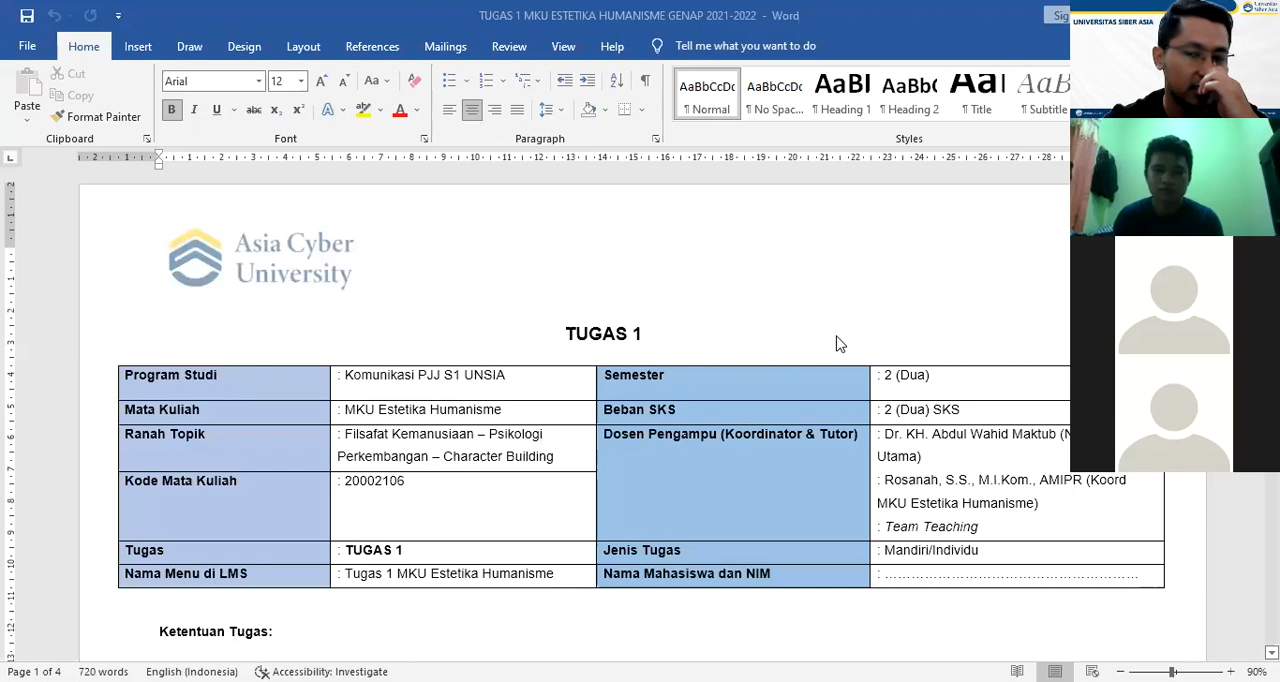 TUGAS 1 MKU ESTETIKA HUMANISME GENAP 2021-2022 - Word
File Home Insert Draw Design Layout References Mailings Review View Help Tell me what you want to do
UNIVERSITAS SIBER ASIA
Paste
Cut
Copy
Format Painter
Clipboard
Arial 12
Font
Paragraph
AaBbCcDc AaBbCcDc AaBI AaBbC AaI AaB
¶ Normal ¶ No Spac... ¶ Heading 1 ¶ Heading 2 ¶ Title ¶ Subtitle
Styles
Asia Cyber
University
TUGAS 1
Program Studi : Komunikasi PJJ S1 UNSIA Semester : 2 (Dua)
Mata Kuliah : MKU Estetika Humanisme Beban SKS : 2 (Dua) SKS
Ranah Topik : Filsafat Kemanusiaan – Psikologi
Perkembangan – Character Building
Dosen Pengampu (Koordinator & Tutor) : Dr. KH. Abdul Wahid Maktub
Utama)
: Rosanah, S.S., M.I.Kom., AMIPR (Koord
MKU Estetika Humanisme)
: Team Teaching
Kode Mata Kuliah : 20002106
Tugas : TUGAS 1 Jenis Tugas : Mandiri/Individu
Nama Menu di LMS : Tugas 1 MKU Estetika Humanisme Nama Mahasiswa dan NIM : ……………………………………………
Ketentuan Tugas:
Page 1 of 4 720 words English (Indonesia) Accessibility: Investigate 90%